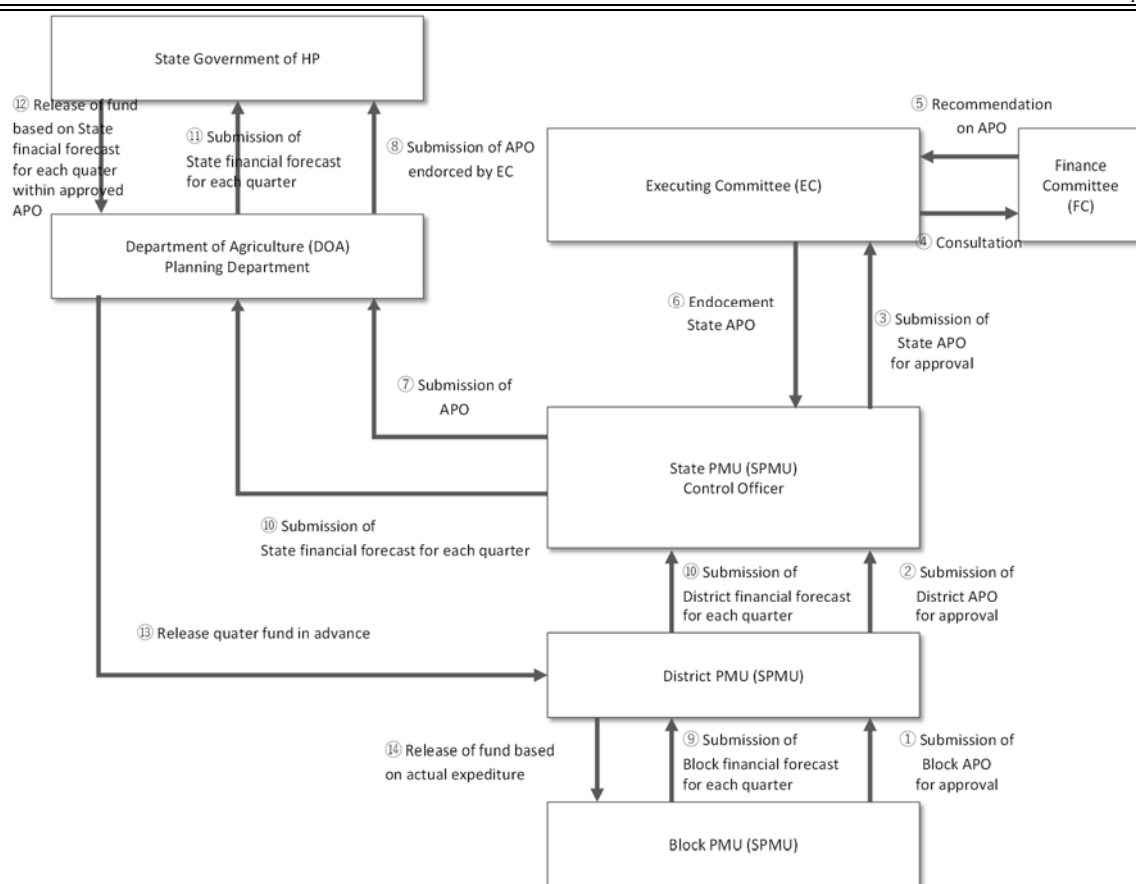 State Government of HP
⑫ Release of fund
based on State
finacial forecast
for each quater
within approved
APO
⑪ Submission of
State financial forecast
for each quarter
⑧ Submission of APO
endorced by EC
⑤ Recommendation
on APO
Executing Committee (EC)
Finance
Committee
(FC)
④ Consultation
Department of Agriculture (DOA)
Planning Department
⑥ Endocement
State APO
③ Submission of
State APO
for approval
⑦ Submission of
APO
State PMU (SPMU)
Control Officer
⑩ Submission of
State financial forecast for each quarter
⑩ Submission of
District financial forecast
for each quarter
② Submission of
District APO
for approval
⑬ Release quater fund in advance
District PMU (SPMU)
⑭ Release of fund based
on actual expediture
⑨ Submission of
Block financial forecast
for each quarter
① Submission of
Block APO
for approval
Block PMU (SPMU)